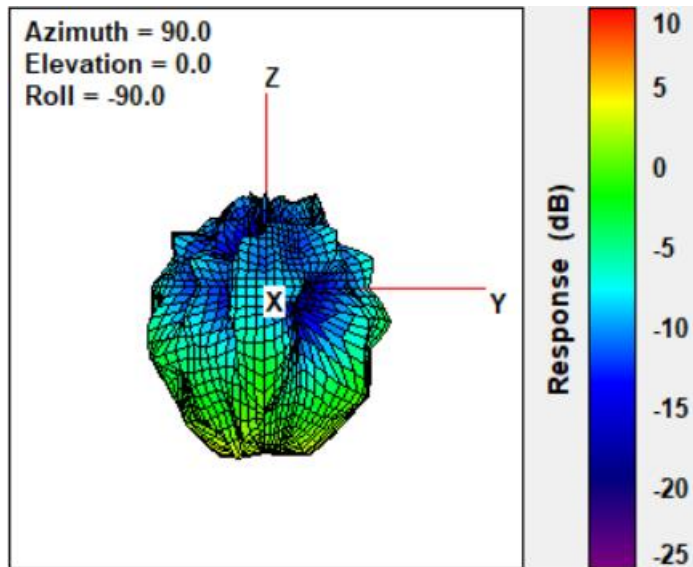 Azimuth = 90.0
Elevation = 0.0
Roll = -90.0
Z
X
Y
Response (dB)
10
5
0
-5
-10
-15
-20
-25